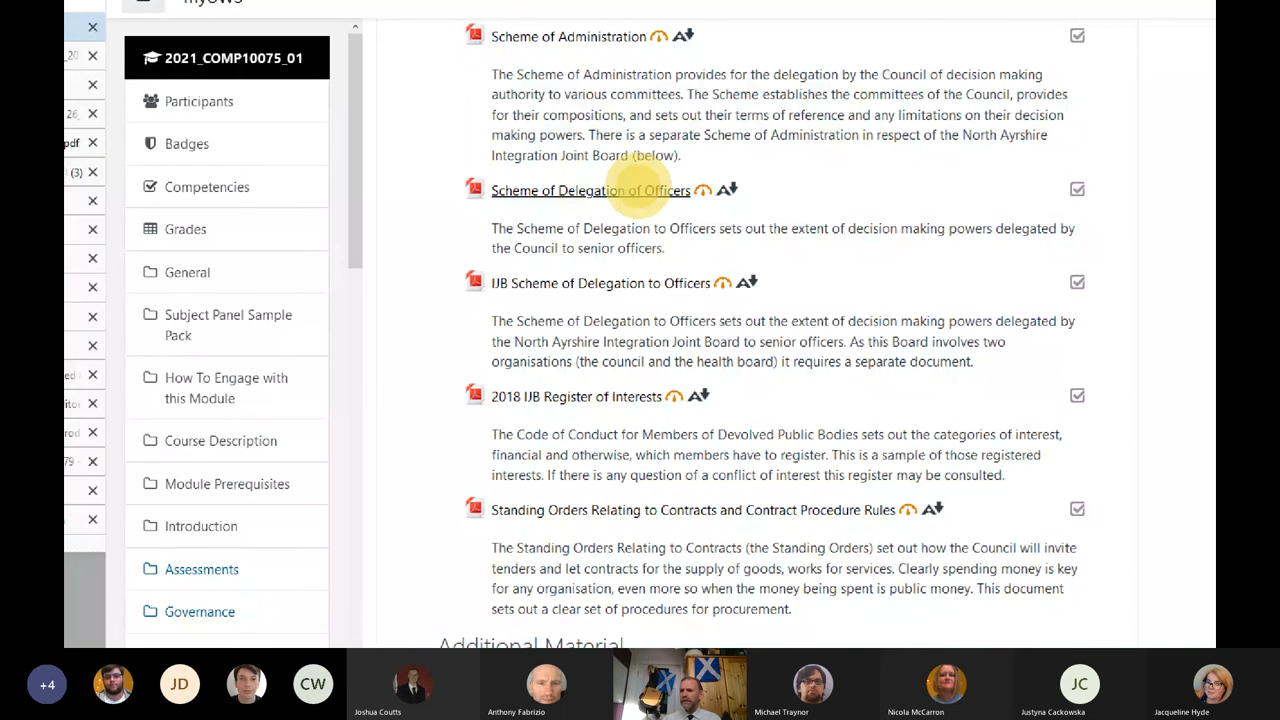 2021_COMP10075_01
Participants
Badges
Competencies
Grades
General
Subject Panel Sample
Pack
How To Engage with
this Module
Course Description
Module Prerequisites
Introduction
Assessments
Governance
_20
26_
pdf
(3)
Scheme of Administration
The Scheme of Administration provides for the delegation by the Council of decision making
authority to various committees. The Scheme establishes the committees of the Council, provides
for their compositions, and sets out their terms of reference and any limitations on their decision
making powers. There is a separate Scheme of Administration in respect of the North Ayrshire
Integration Joint Board (below).
Scheme of Delegation of Officers
The Scheme of Delegation to Officers sets out the extent of decision making powers delegated by
the Council to senior officers.
IJB Scheme of Delegation to Officers
The Scheme of Delegation to Officers sets out the extent of decision making powers delegated by
the North Ayrshire Integration Joint Board to senior officers. As this Board involves two
organisations (the council and the health board) it requires a separate document.
2018 IJB Register of Interests
The Code of Conduct for Members of Devolved Public Bodies sets out the categories of interest,
financial and otherwise, which members have to register. This is a sample of those registered
interests. If there is any question of a conflict of interest this register may be consulted.
Standing Orders Relating to Contracts and Contract Procedure Rules
The Standing Orders Relating to Contracts (the Standing Orders) set out how the Council will invite
tenders and let contracts for the supply of goods, works for services. Clearly spending money is key
for any organisation, even more so when the money being spent is public money. This document
sets out a clear set of procedures for procurement.
Additional Material
+4
JD
CW
Joshua Coutts
Anthony Fabrizio
Michael Traynor
Nicola McCarron
JC
Justyna Cackowska
Jacqueline Hyde